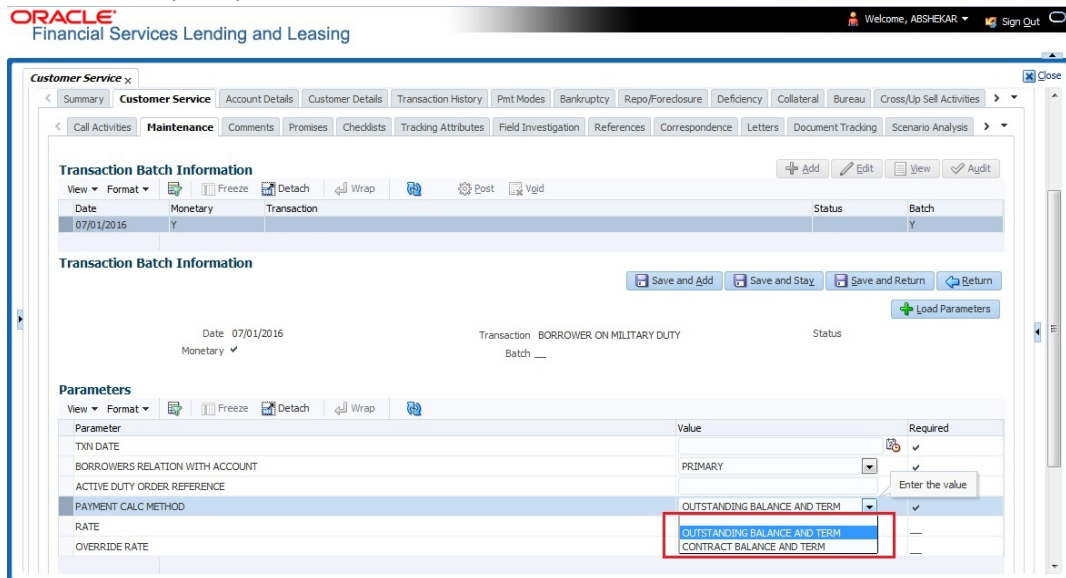 ORACLE
Financial Services Lending and Leasing
Welcome, ABSHEKAR
Sign Out
Customer Service
Close
Summary Customer Service Account Details Customer Details Transaction History Pmt Modes Bankruptcy Repo/Foreclosure Deficiency Collateral Bureau Cross/Up Sell Activities
Call Activities Maintenance Comments Promises Checklists Tracking Attributes Field Investigation References Correspondence Letters Document Tracking Scenario Analysis
Transaction Batch Information
Add Edit View Audit
View Format Freeze Detach Wrap Post Void
Date Monetary Transaction Status Batch
07/01/2016 Y Y
Transaction Batch Information
Save and Add Save and Stay Save and Return Return
Load Parameters
Date 07/01/2016 Transaction BORROWER ON MILITARY DUTY Status
Monetary Batch
Parameters
View Format Freeze Detach Wrap
Parameter Value Required
TXN DATE
BORROWERS RELATION WITH ACCOUNT PRIMARY
ACTIVE DUTY ORDER REFERENCE Enter the value
PAYMENT CALC METHOD OUTSTANDING BALANCE AND TERM
RATE OUTSTANDING BALANCE AND TERM
OVERRIDE RATE CONTRACT BALANCE AND TERM